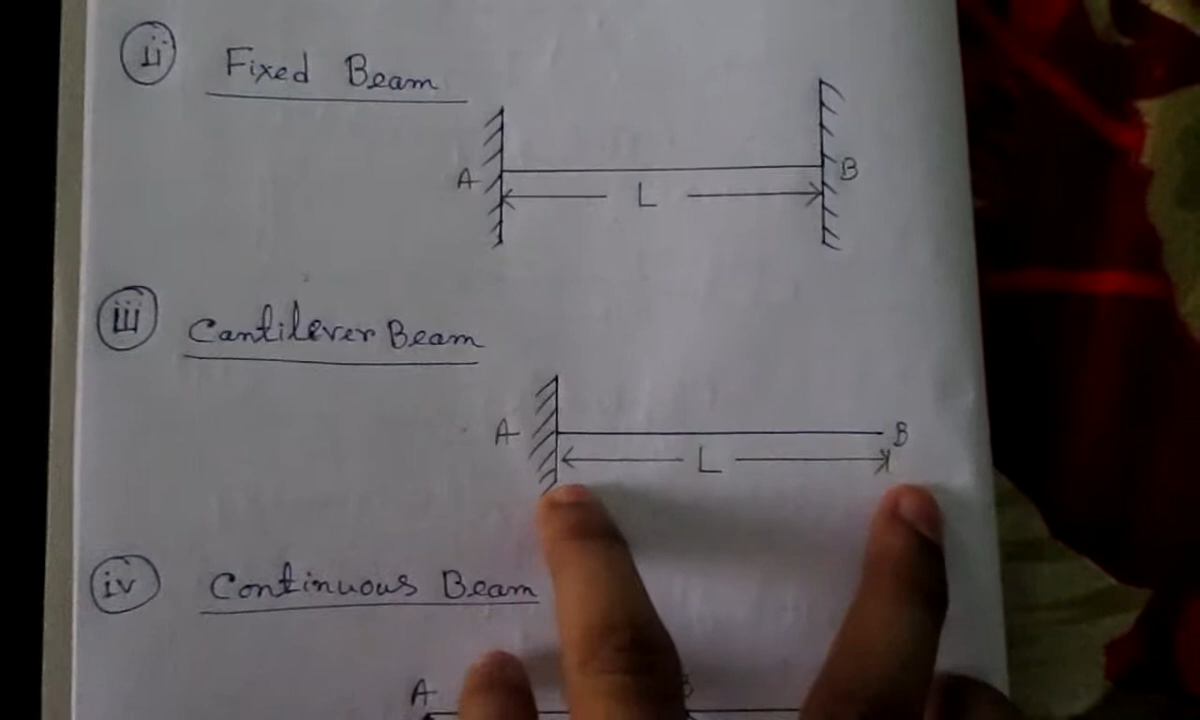 ii Fixed Beam
A B
L
iii Cantilever Beam
A B
L
iv Continuous Beam
A